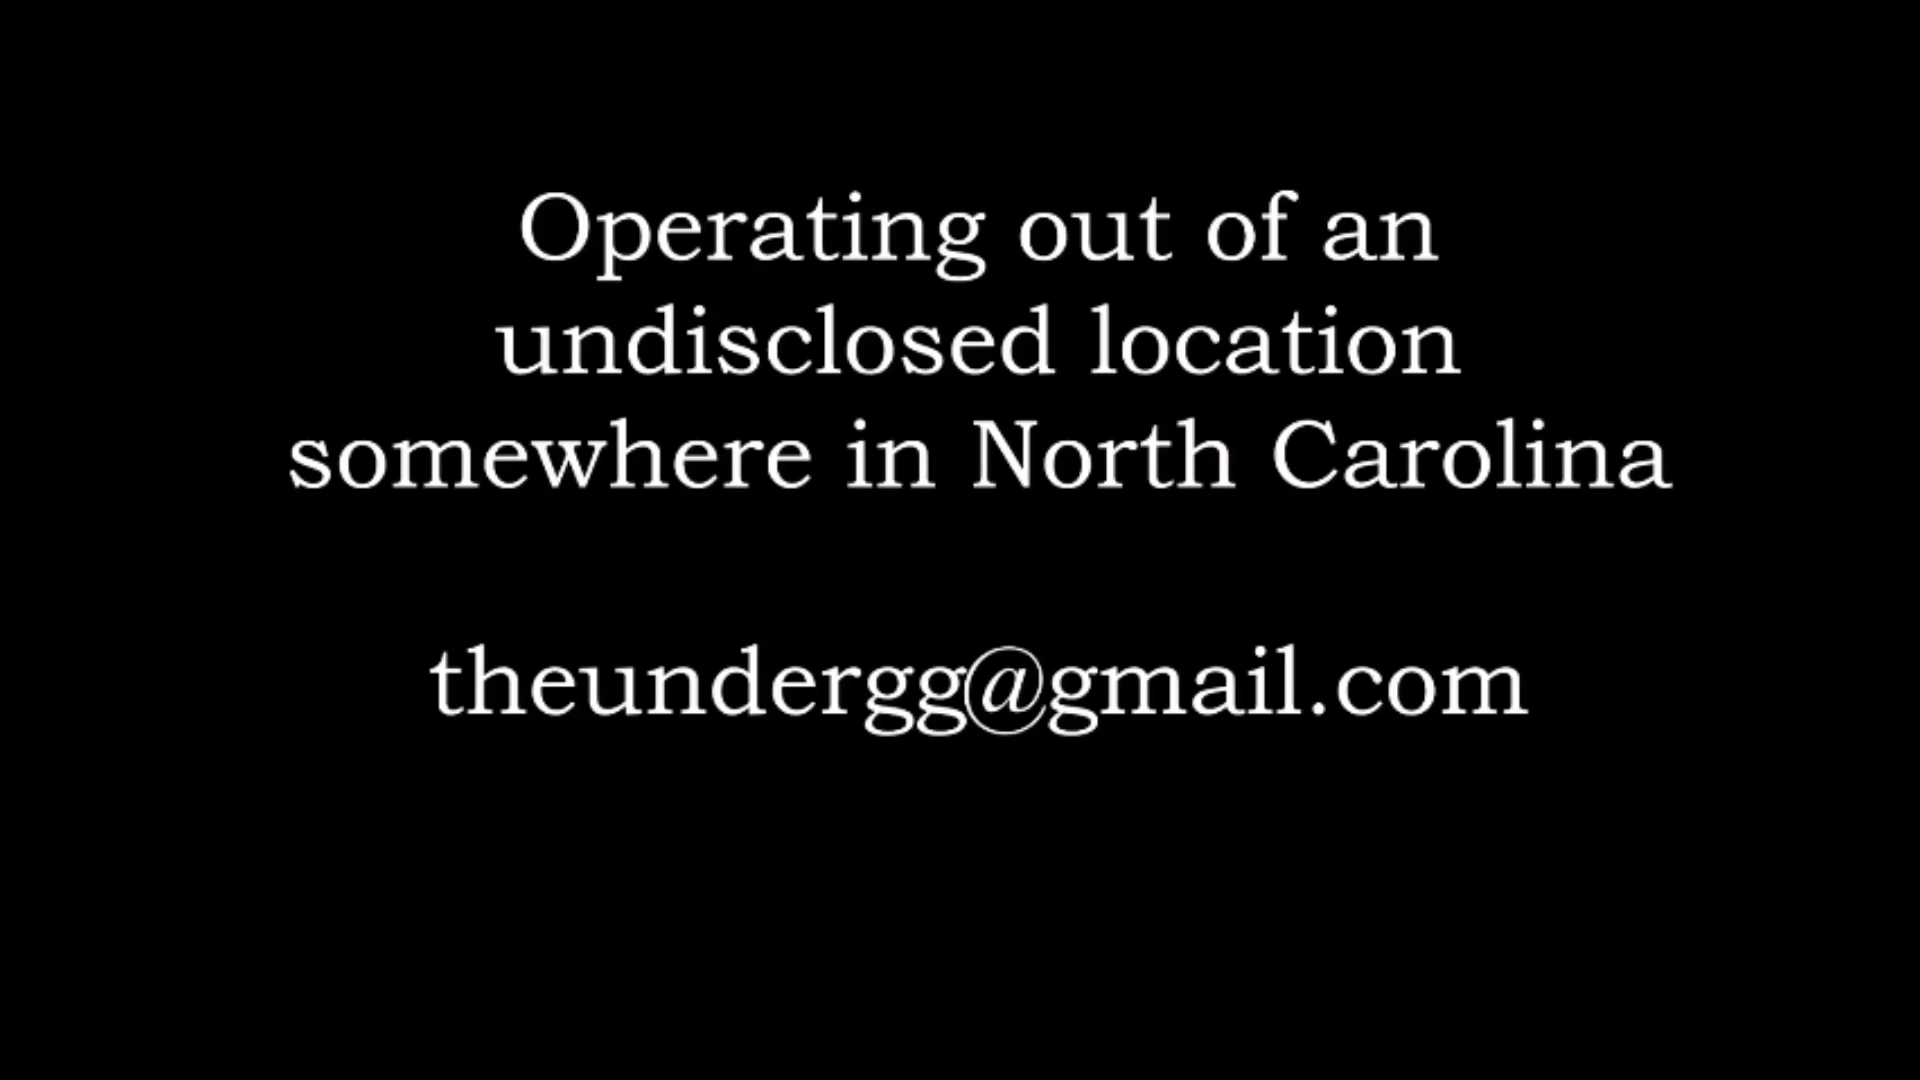 Operating out of an
undisclosed location
somewhere in North Carolina
theundergg@gmail.com